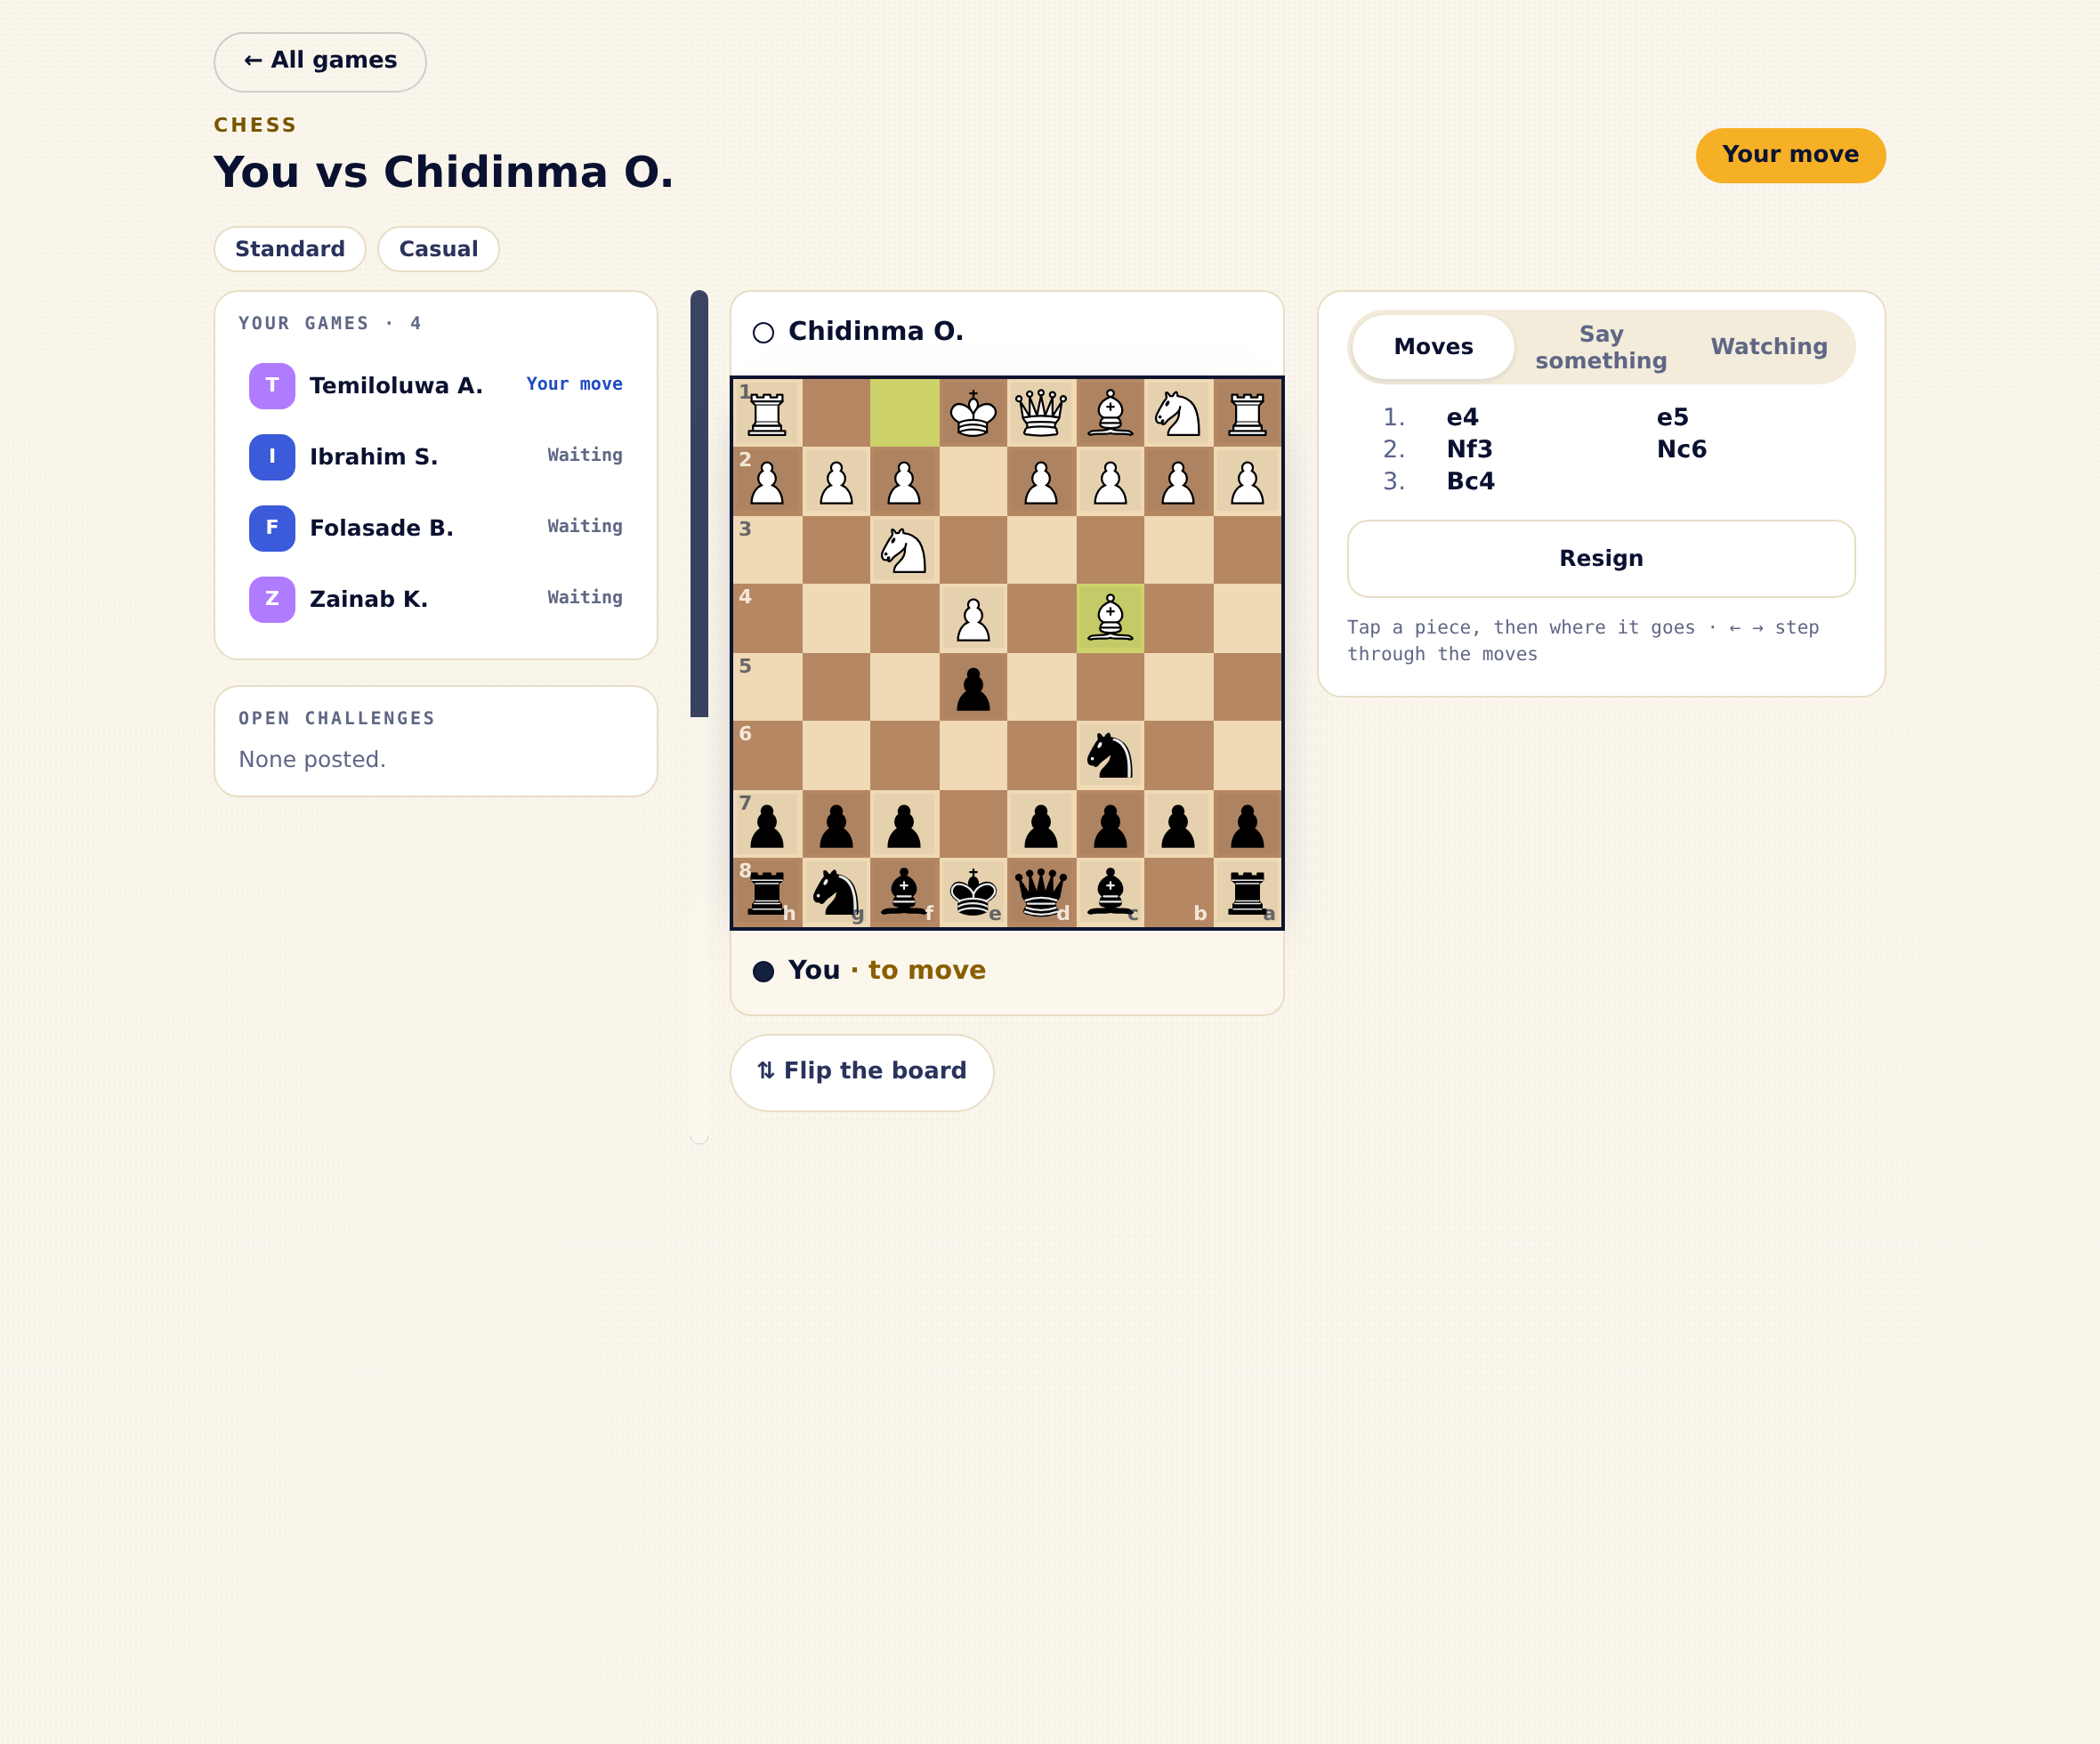 ← All games
CHESS
You vs Chidinma O.
Your move
Standard Casual
YOUR GAMES · 4
T Temiloluwa A. Your move
I Ibrahim S. Waiting
F Folasade B. Waiting
Z Zainab K. Waiting
OPEN CHALLENGES
None posted.
Chidinma O.
1
2
3
4
5
6
7
8
h g f e d c b a
You · to move
⇅ Flip the board
Moves Say something Watching
1. e4 e5
2. Nf3 Nc6
3. Bc4
Resign
Tap a piece, then where it goes · ← → step
through the moves